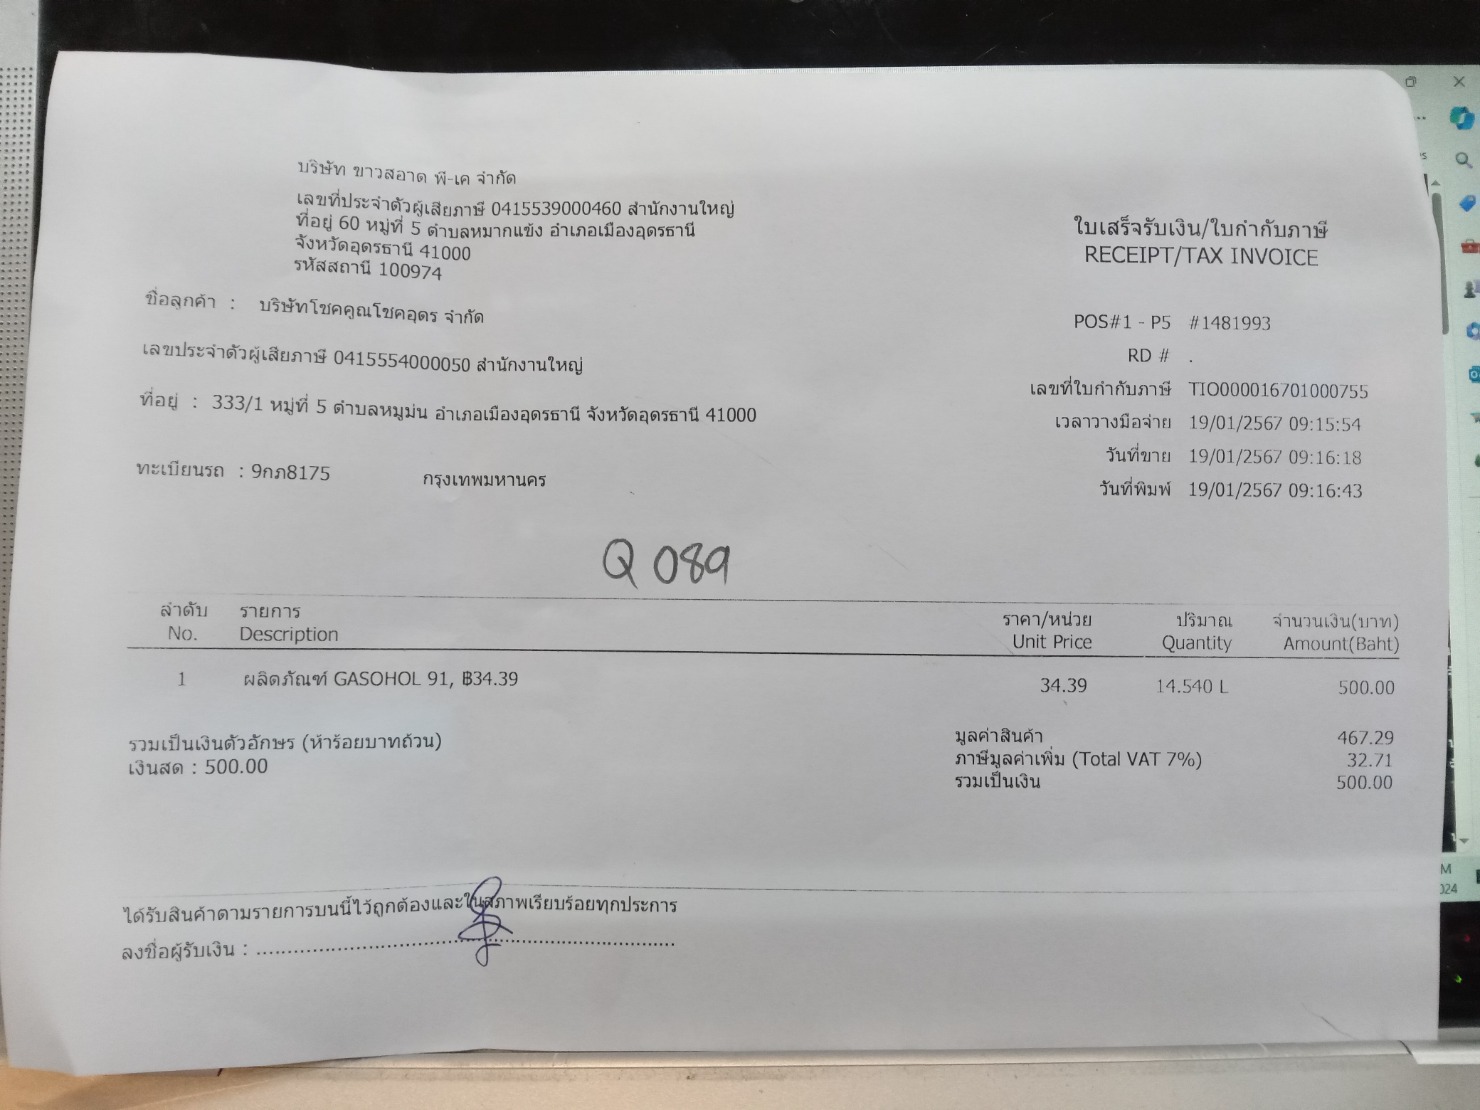 บริษัท ขาวสอาด พี-เค จำกัด
เลขที่ประจำตัวผู้เสียภาษี 0415539000460 สำนักงานใหญ่
ที่อยู่ 60 หมู่ที่ 5 ตำบลหมากแข้ง อำเภอเมืองอุดรธานี
จังหวัดอุดรธานี 41000
รหัสสถานี 100974
ใบเสร็จรับเงิน/ใบกำกับภาษี
RECEIPT/TAX INVOICE
ชื่อลูกค้า : บริษัทโชคคูณโชคอุดร จำกัด
เลขประจำตัวผู้เสียภาษี 0415554000050 สำนักงานใหญ่
ที่อยู่ : 333/1 หมู่ที่ 5 ตำบลหมูม่น อำเภอเมืองอุดรธานี จังหวัดอุดรธานี 41000
ทะเบียนรถ : 9กภ8175 กรุงเทพมหานคร
POS#1 - P5 #1481993
RD # .
เลขที่ใบกำกับภาษี TIO000016701000755
เวลาวางมือจ่าย 19/01/2567 09:15:54
วันที่ขาย 19/01/2567 09:16:18
วันที่พิมพ์ 19/01/2567 09:16:43
Q 089
ลำดับ รายการ ราคา/หน่วย ปริมาณ จำนวนเงิน(บาท)
No. Description Unit Price Quantity Amount(Baht)
1 ผลิตภัณฑ์ GASOHOL 91, ฿34.39 34.39 14.540 L 500.00
รวมเป็นเงินตัวอักษร (ห้าร้อยบาทถ้วน)
เงินสด : 500.00
มูลค่าสินค้า 467.29
ภาษีมูลค่าเพิ่ม (Total VAT 7%) 32.71
รวมเป็นเงิน 500.00
ได้รับสินค้าตามรายการบนนี้ไว้ถูกต้องและในสภาพเรียบร้อยทุกประการ
ลงชื่อผู้รับเงิน : ........................................